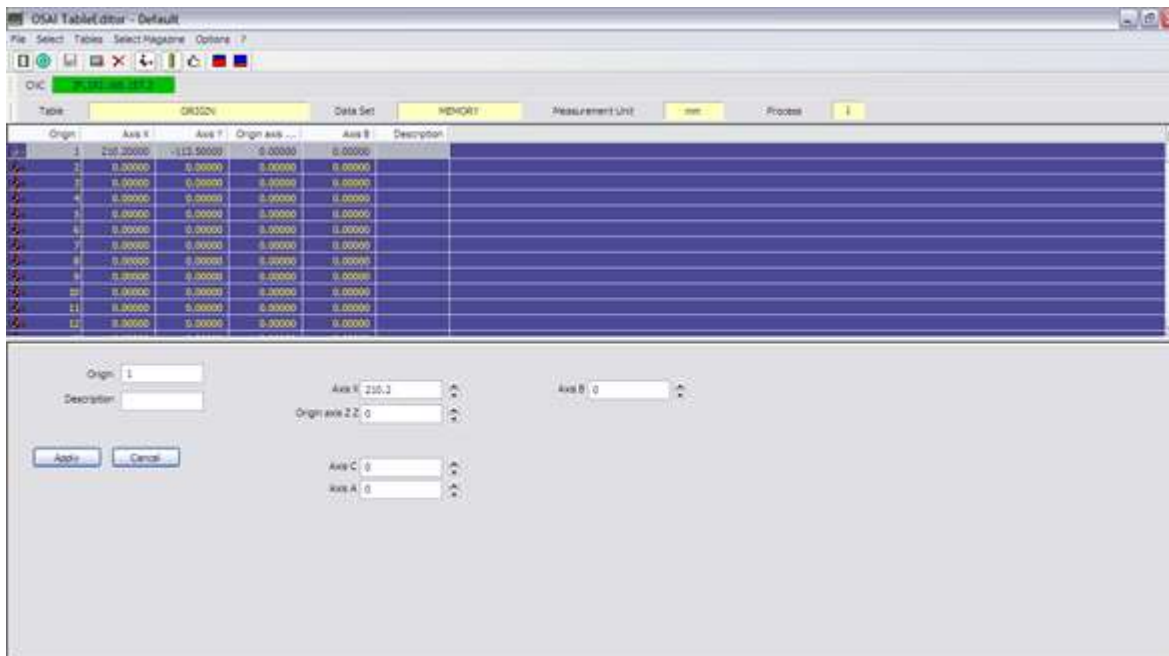 OSAI TableEditor - Default
File Select Tables Select Magazine Options ?
CNC
Table ORIGIN Data Set MEMORY Measurement Unit mm Process 1
Origin Axis X Axis Y Origin axis ... Axis B Description
1 210.20000 -112.50000 0.00000 0.00000
2 0.00000 0.00000 0.00000 0.00000
3 0.00000 0.00000 0.00000 0.00000
4 0.00000 0.00000 0.00000 0.00000
5 0.00000 0.00000 0.00000 0.00000
6 0.00000 0.00000 0.00000 0.00000
7 0.00000 0.00000 0.00000 0.00000
8 0.00000 0.00000 0.00000 0.00000
9 0.00000 0.00000 0.00000 0.00000
10 0.00000 0.00000 0.00000 0.00000
11 0.00000 0.00000 0.00000 0.00000
12 0.00000 0.00000 0.00000 0.00000
Origin 1
Description
Axis X 210.2
Axis B 0
Origin axis Z Z 0
Apply Cancel
Axis C 0
Axis A 0